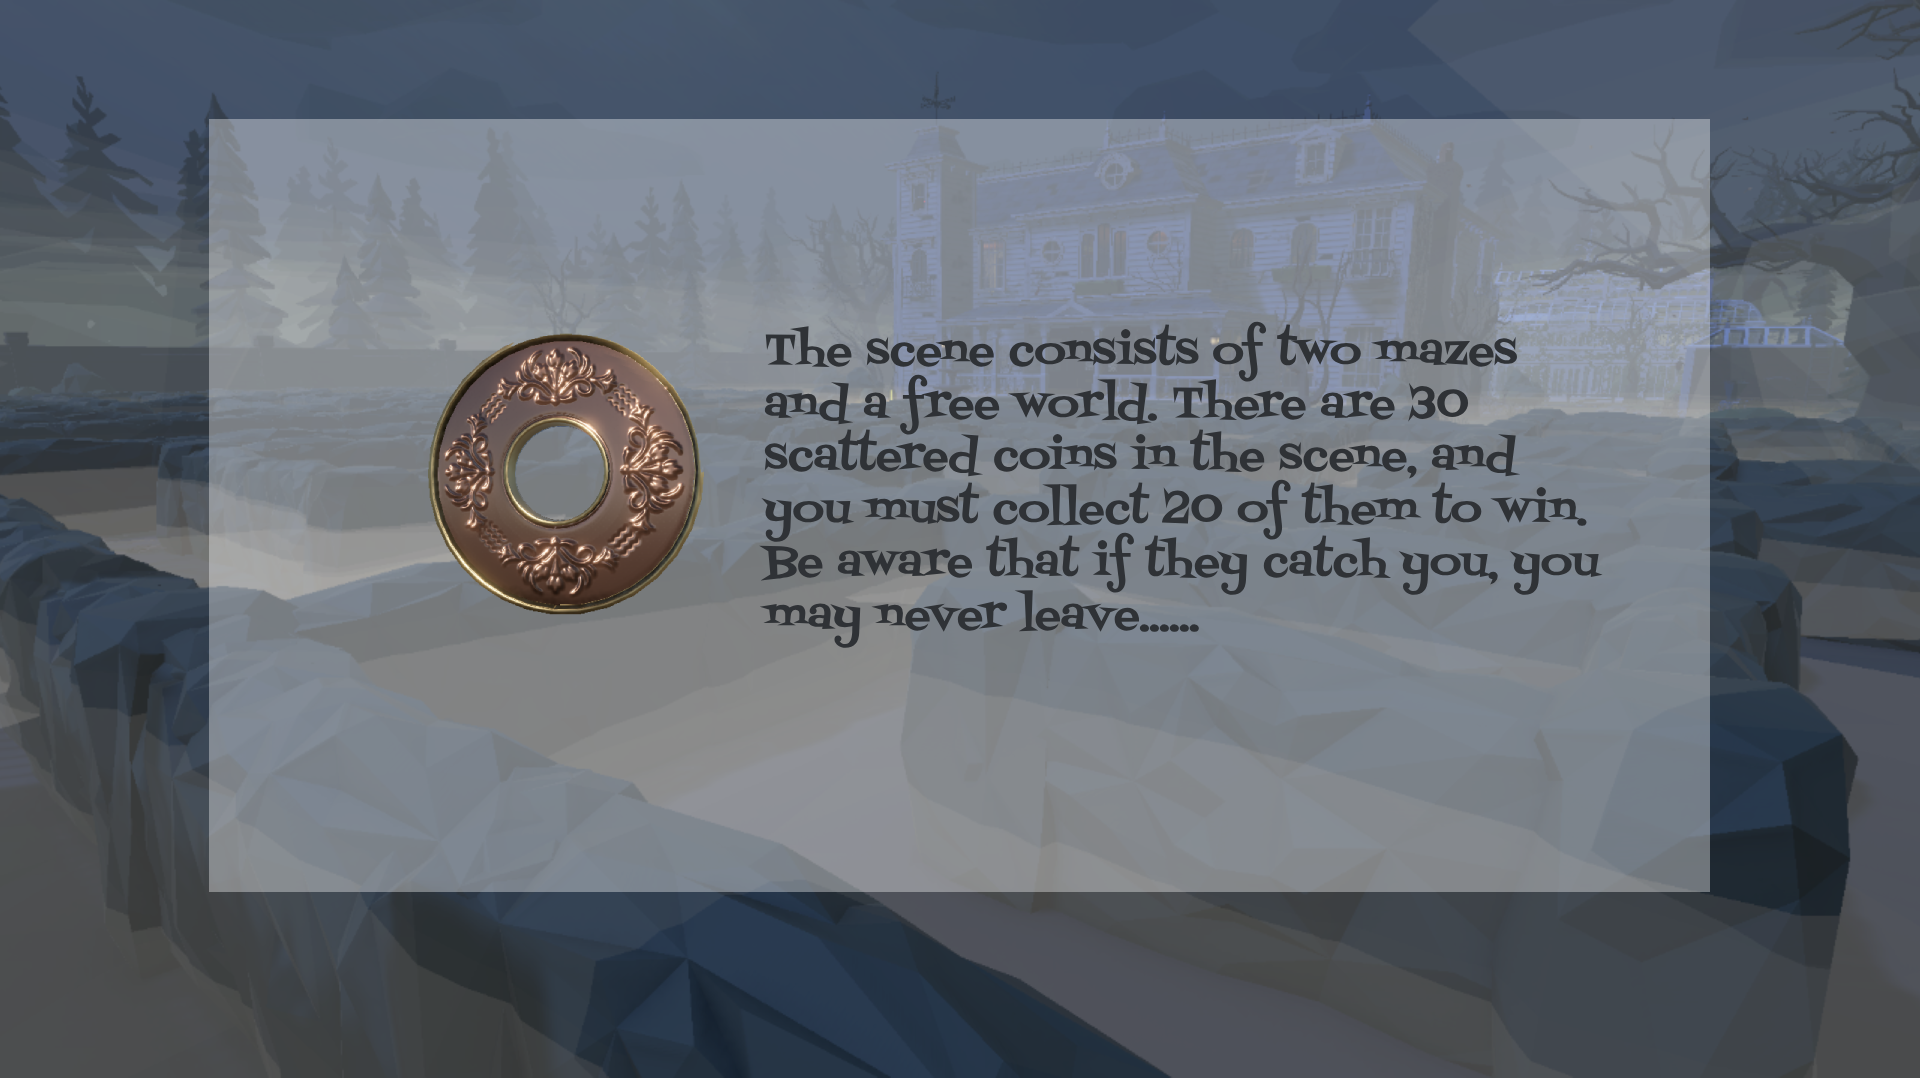 The scene consists of two mazes
and a free world. There are 30
scattered coins in the scene, and
you must collect 20 of them to win.
Be aware that if they catch you, you
may never leave......